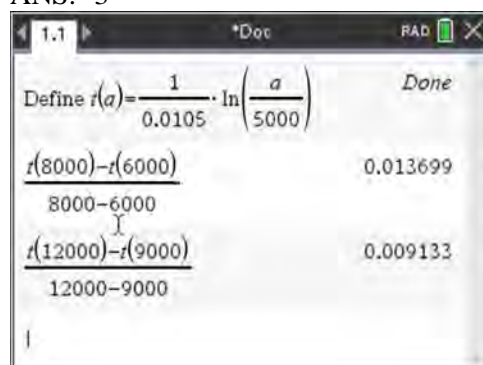 ANS: 3
1.1 *Doc RAD
Define t(a)=1/0.0105·ln(a/5000) Done
t(8000)−t(6000)/8000−6000 0.013699
t(12000)−t(9000)/12000−9000 0.009133